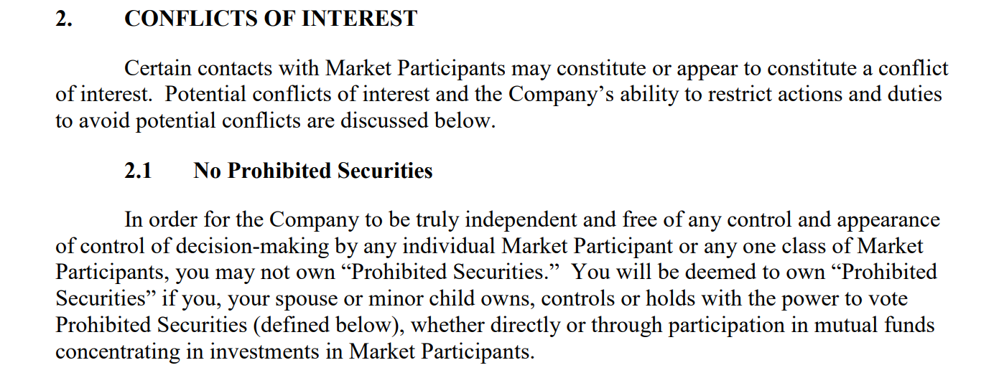 2. CONFLICTS OF INTEREST
Certain contacts with Market Participants may constitute or appear to constitute a conflict
of interest.  Potential conflicts of interest and the Company’s ability to restrict actions and duties
to avoid potential conflicts are discussed below.
2.1 No Prohibited Securities
In order for the Company to be truly independent and free of any control and appearance
of control of decision-making by any individual Market Participant or any one class of Market
Participants, you may not own “Prohibited Securities.”  You will be deemed to own “Prohibited
Securities” if you, your spouse or minor child owns, controls or holds with the power to vote
Prohibited Securities (defined below), whether directly or through participation in mutual funds
concentrating in investments in Market Participants.